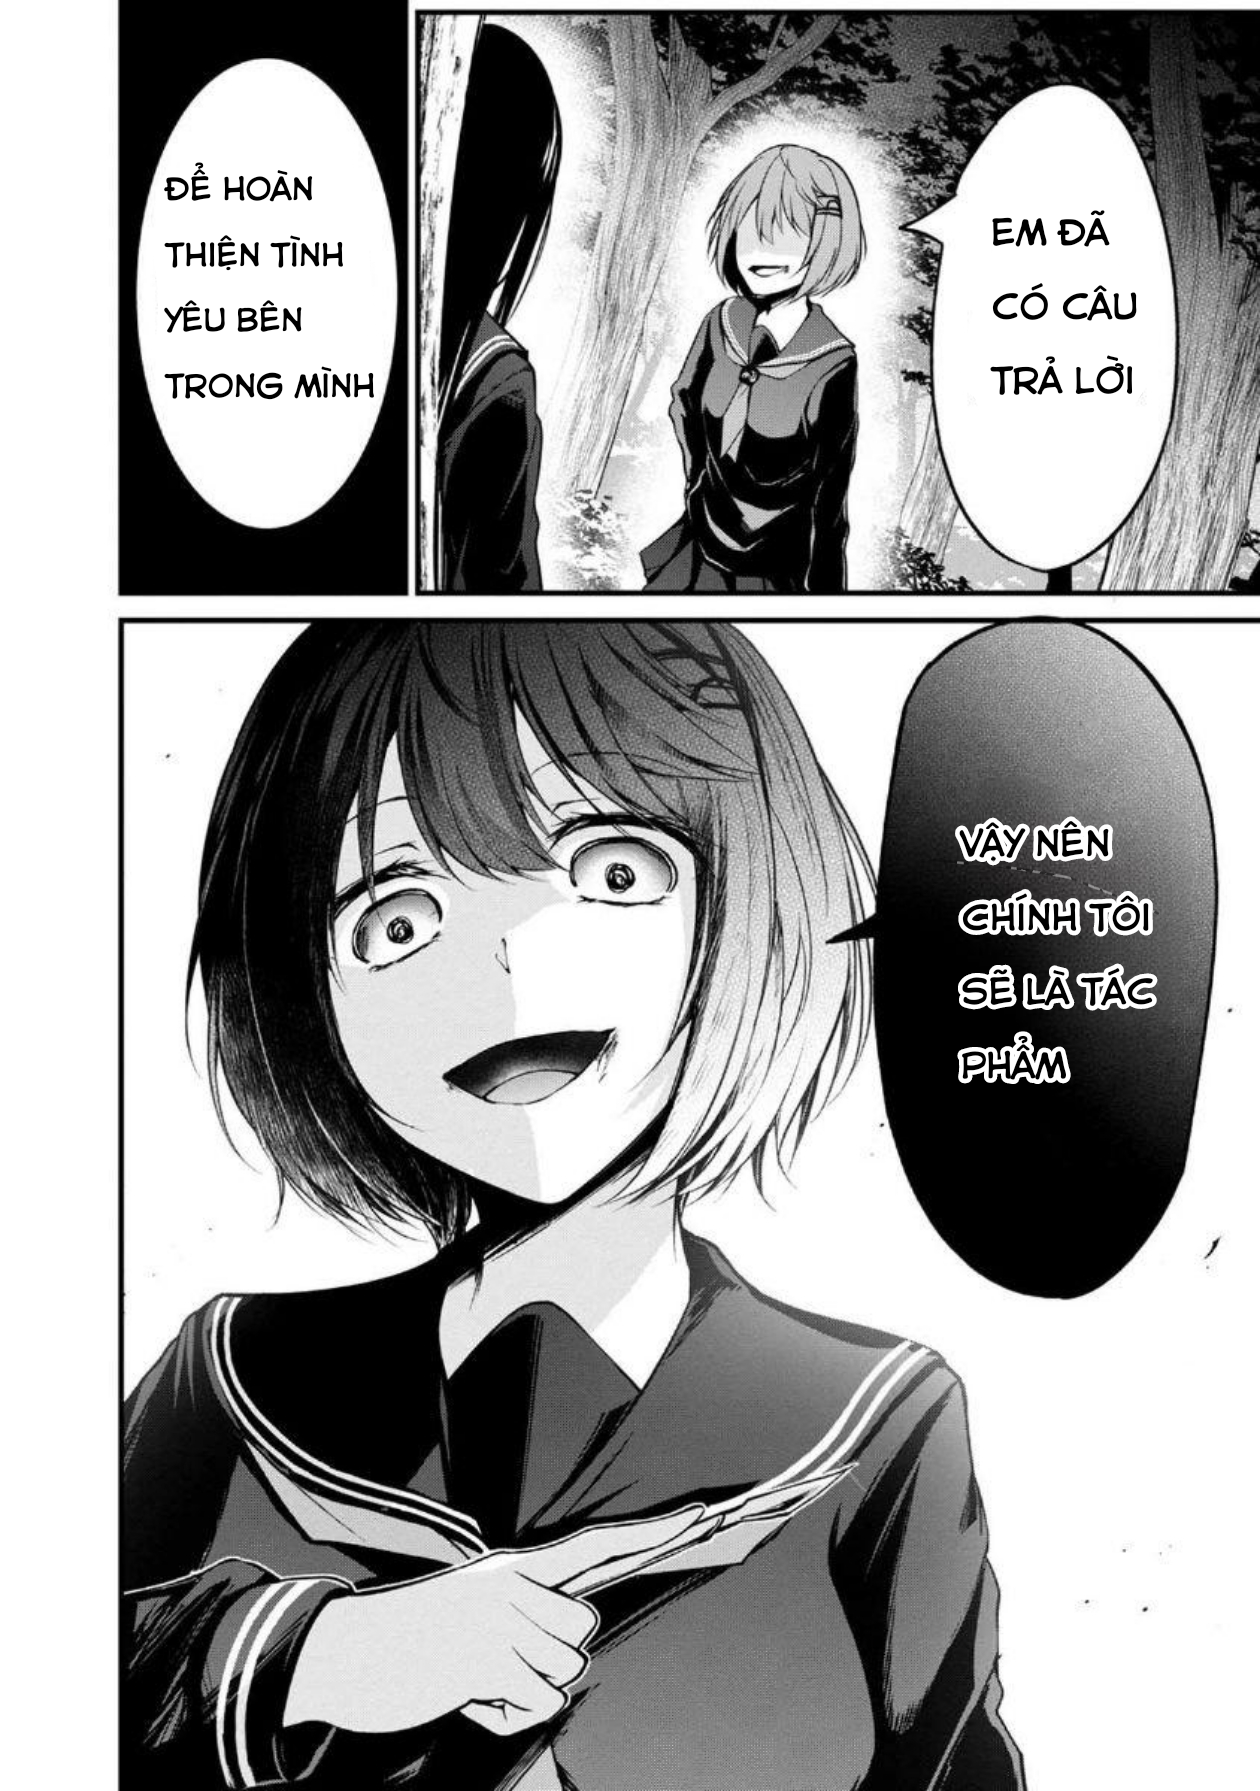 EM ĐÃ
CÓ CÂU
TRẢ LỜI
ĐỂ HOÀN
THIỆN TÌNH
YÊU BÊN
TRONG MÌNH
VẬY NÊN
CHÍNH TÔI
SẼ LÀ TÁC
PHẨM